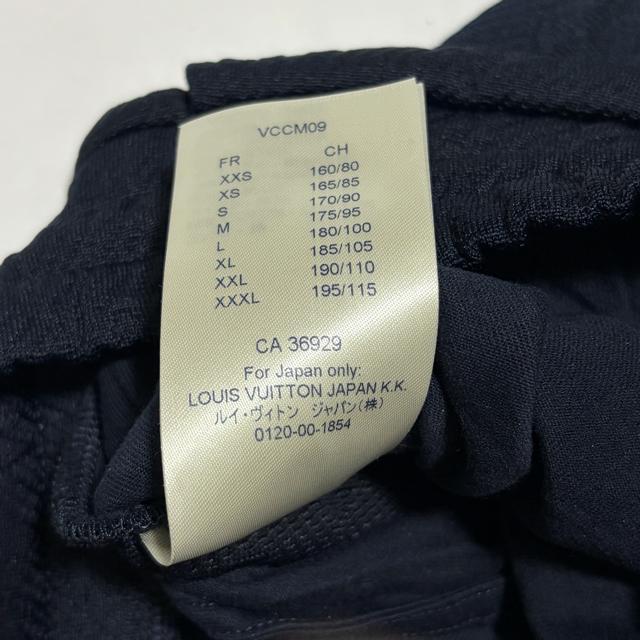 VCCM09
FR CH
XXS 160/80
XS 165/85
S 170/90
M 175/95
L 180/100
XL 185/105
XXL 190/110
XXXL 195/115
CA 36929
For Japan only:
LOUIS VUITTON JAPAN K.K.
ルイ・ヴィトン ジャパン(株)
0120-00-1854